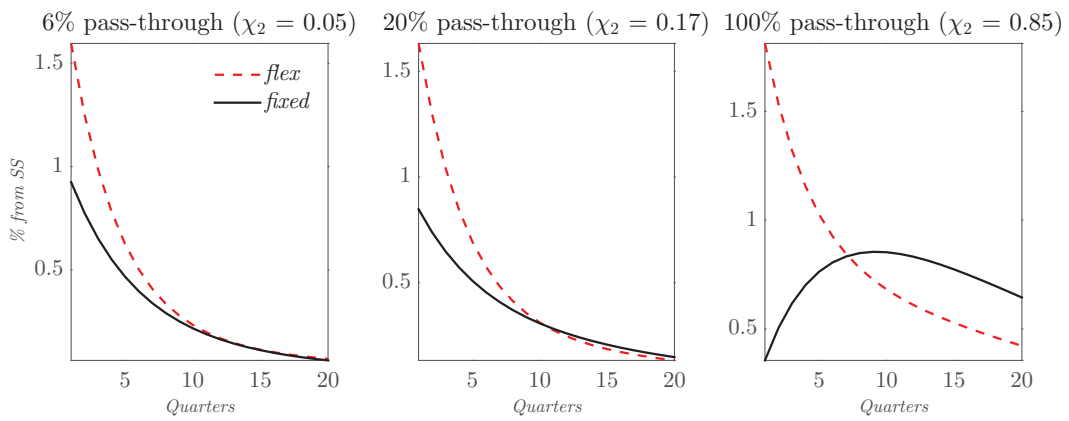 6% pass-through (χ₂ = 0.05)
20% pass-through (χ₂ = 0.17)
100% pass-through (χ₂ = 0.85)
% from SS
1.5
1
0.5
flex
fixed
5
10
15
20
Quarters
1.5
1
0.5
5
10
15
20
Quarters
1.5
1
0.5
5
10
15
20
Quarters